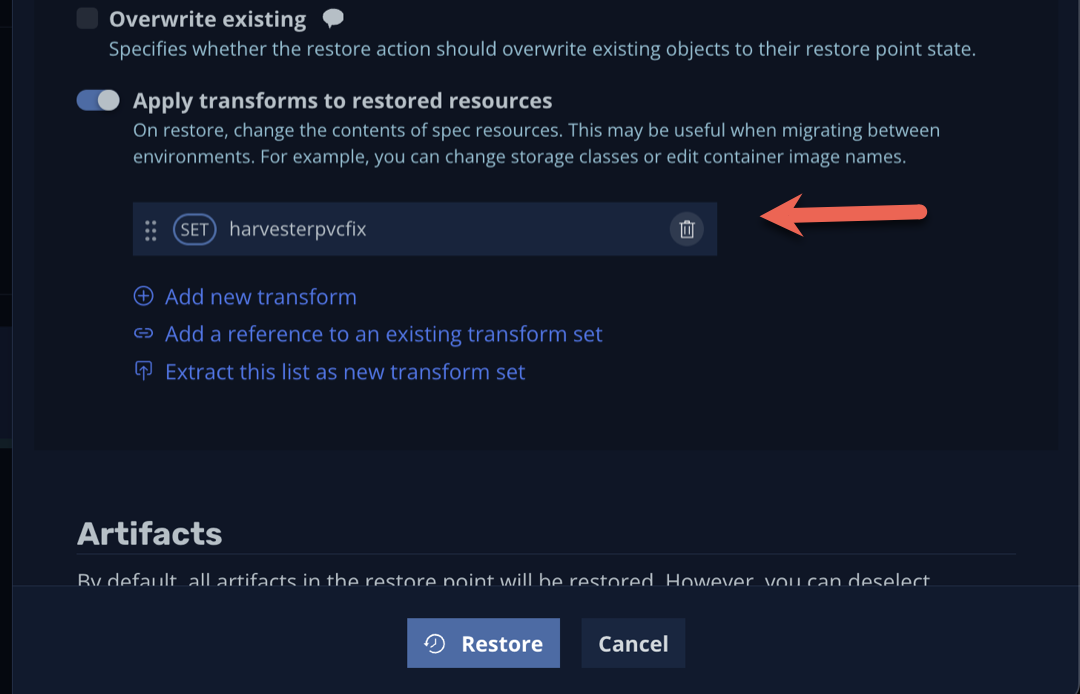 Overwrite existing
Specifies whether the restore action should overwrite existing objects to their restore point state.
Apply transforms to restored resources
On restore, change the contents of spec resources. This may be useful when migrating between
environments. For example, you can change storage classes or edit container image names.
SET harvesterpvcfix
Add new transform
Add a reference to an existing transform set
Extract this list as new transform set
Artifacts
By default, all artifacts in the restore point will be restored. However, you can deselect
Restore Cancel